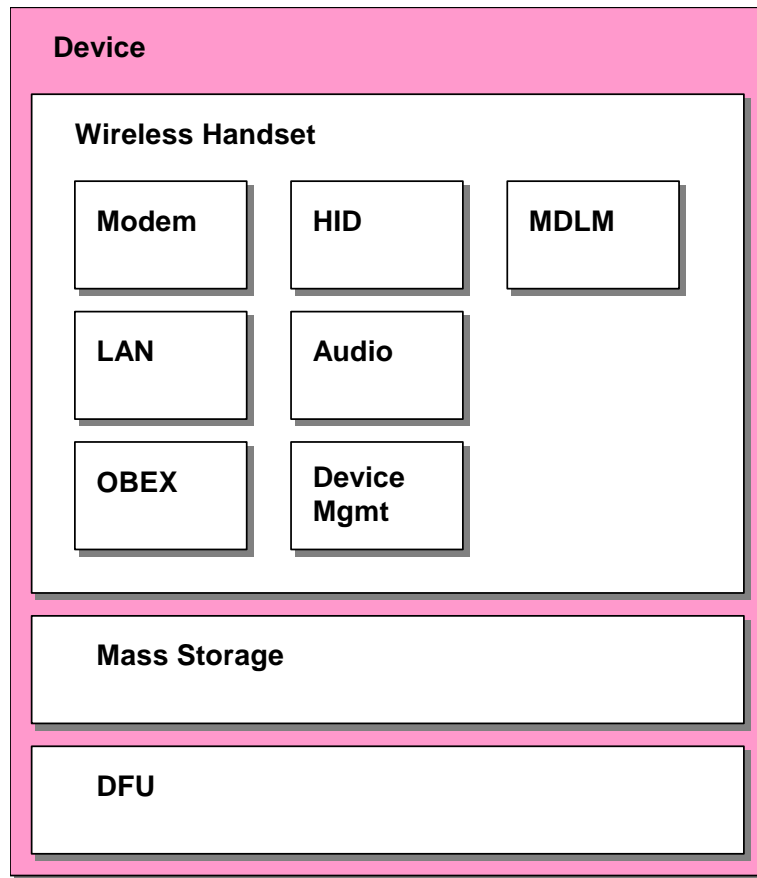 Device
Wireless Handset
Modem
HID
MDLM
LAN
Audio
OBEX
Device
Mgmt
Mass Storage
DFU